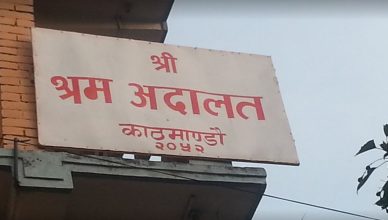 श्री
श्रम अदालत
काठमाण्डौ
२०५२